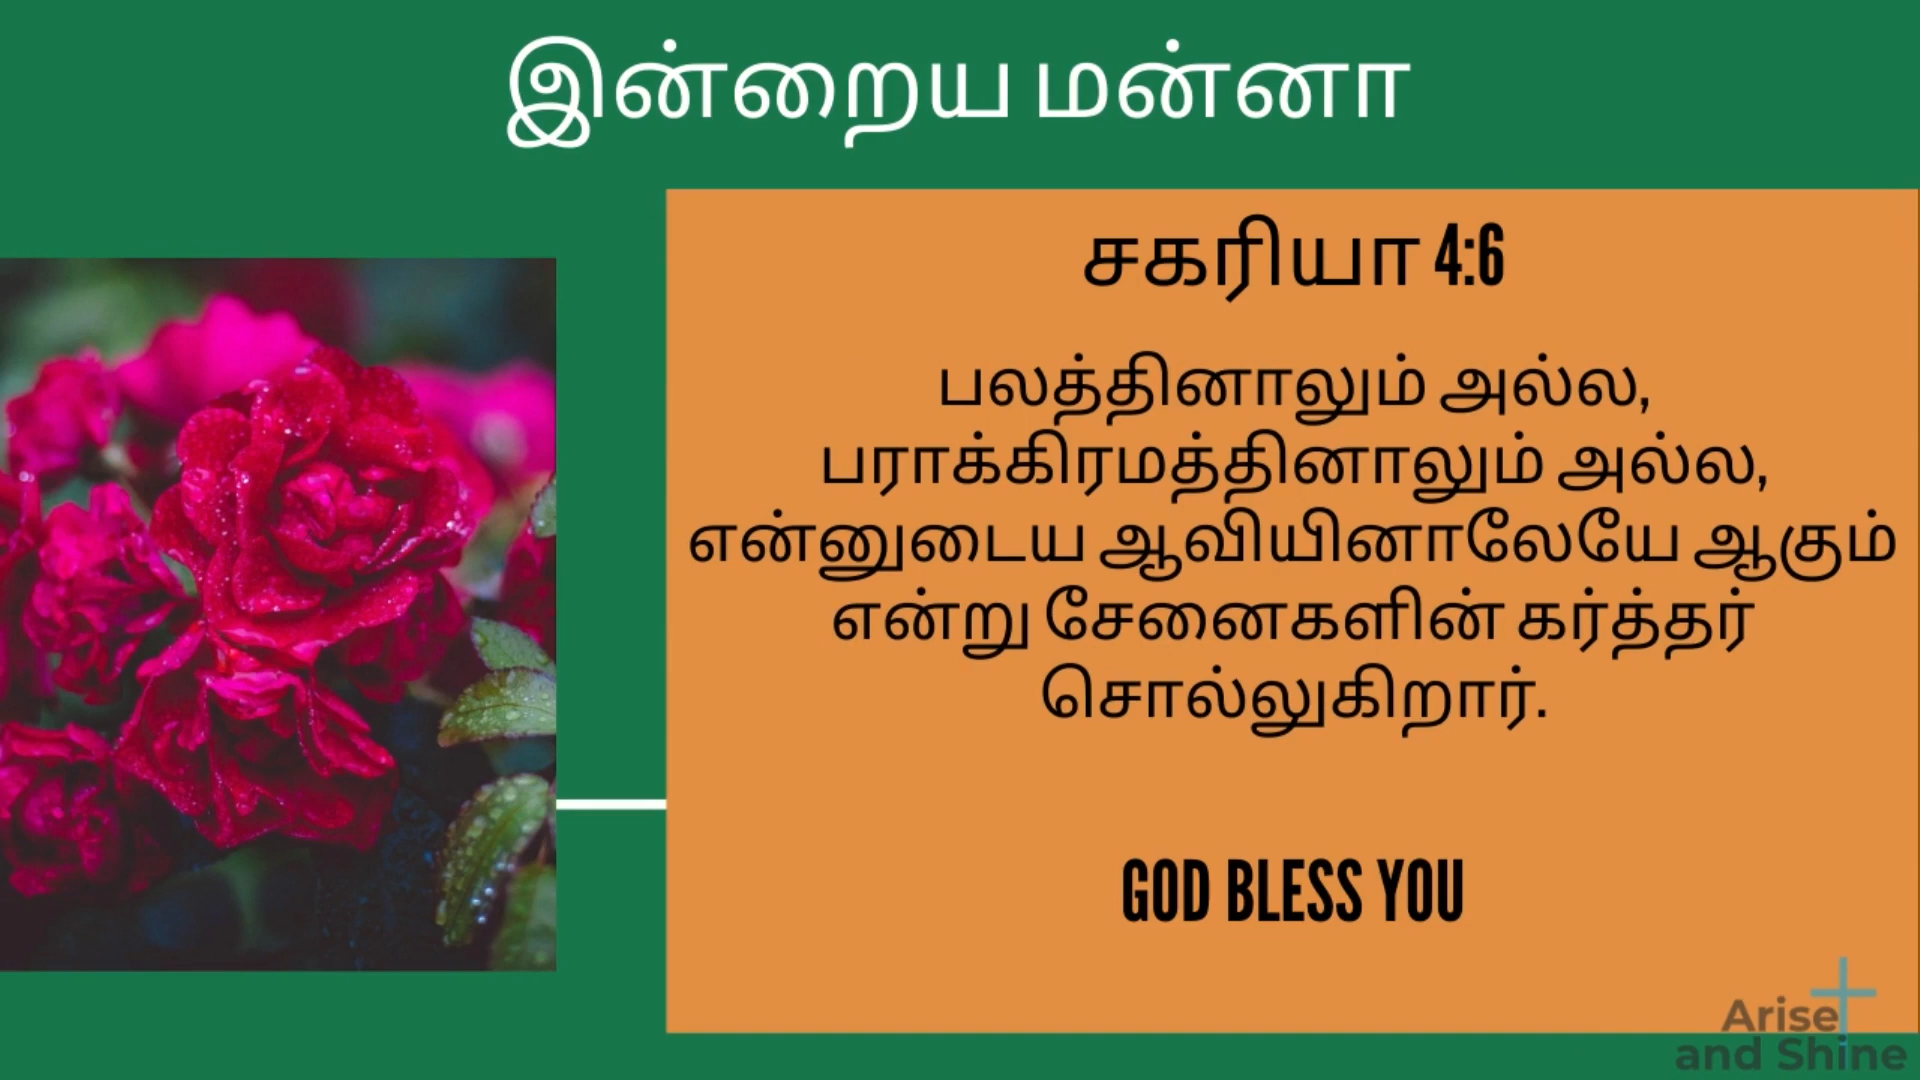 இன்றைய மன்னா
சகரியா 4:6
பலத்தினாலும் அல்ல,
பராக்கிரமத்தினாலும் அல்ல,
என்னுடைய ஆவியினாலேயே ஆகும்
என்று சேனைகளின் கர்த்தர்
சொல்லுகிறார்.
GOD BLESS YOU
Arise
and Shine